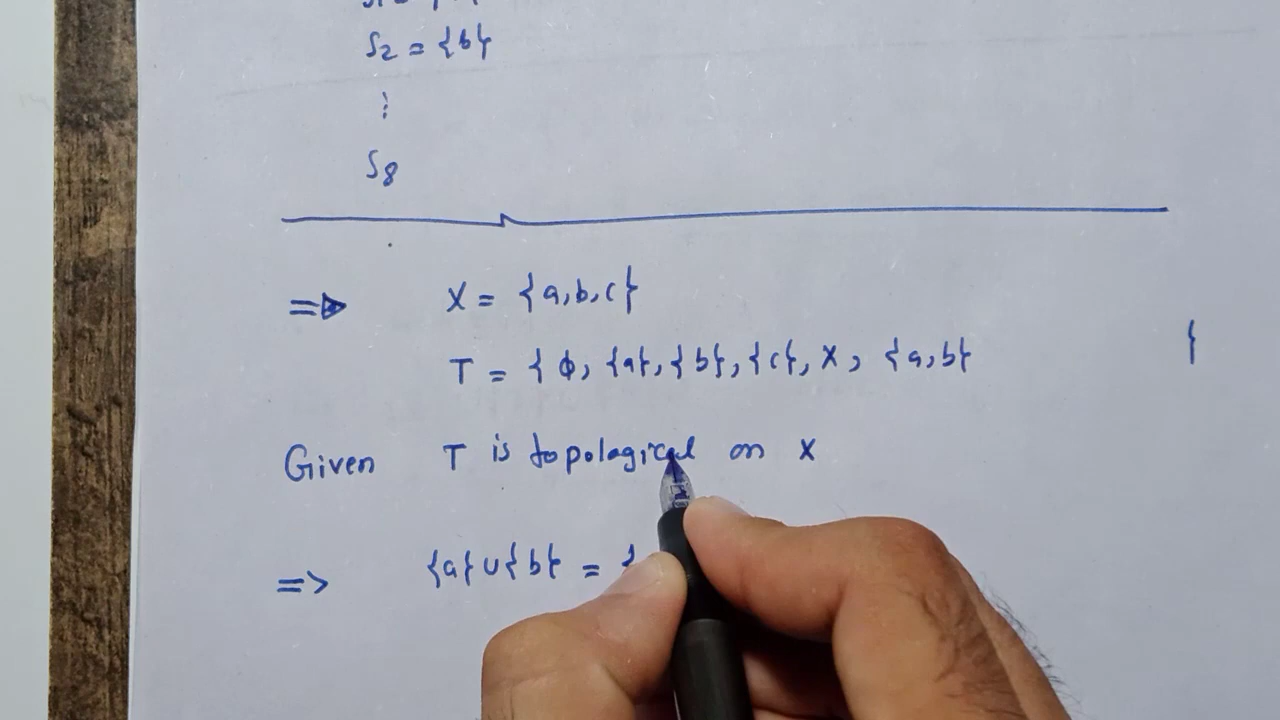 S2 = {b}
⋮
S8
=> X = {a,b,c}
T = { Φ, {a}, {b}, {c}, X, {a,b} }
Given T is topological on X
=> {a}∪{b} = {